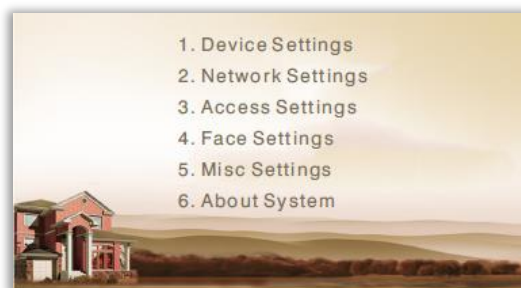 1. Device Settings
2. Network Settings
3. Access Settings
4. Face Settings
5. Misc Settings
6. About System